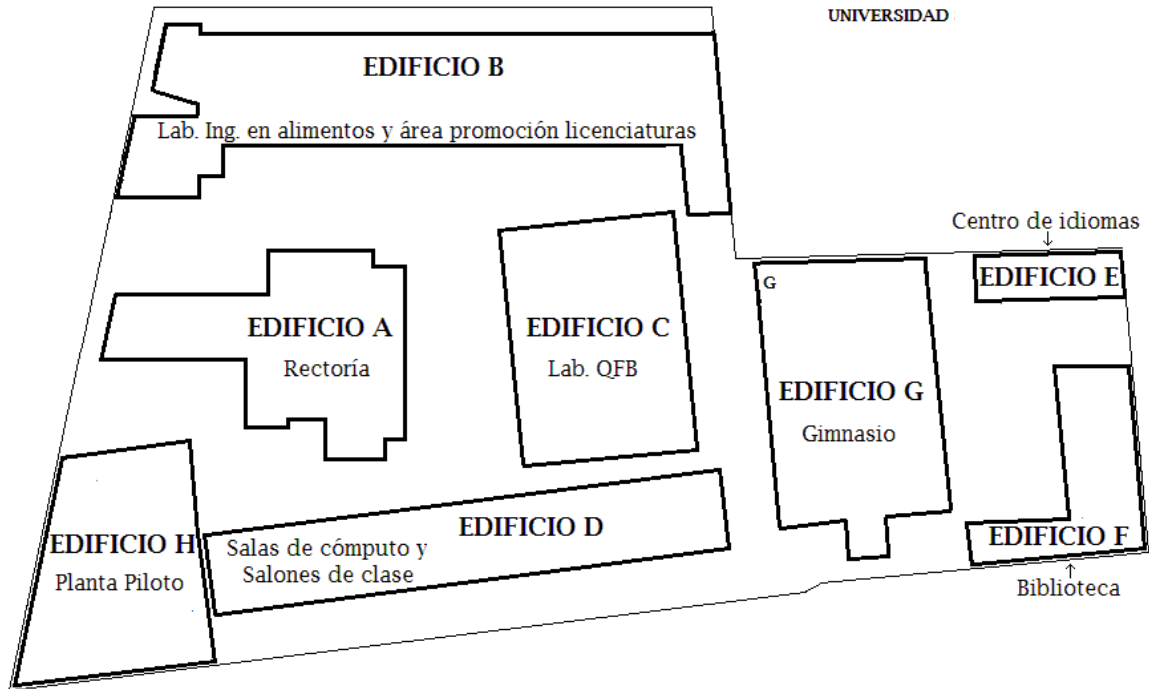 UNIVERSIDAD
EDIFICIO B
Lab. Ing. en alimentos y área promoción licenciaturas
Centro de idiomas
EDIFICIO E
G
EDIFICIO A
Rectoría
EDIFICIO C
Lab. QFB
EDIFICIO G
Gimnasio
EDIFICIO H
Planta Piloto
EDIFICIO D
Salas de cómputo y
Salones de clase
EDIFICIO F
Biblioteca